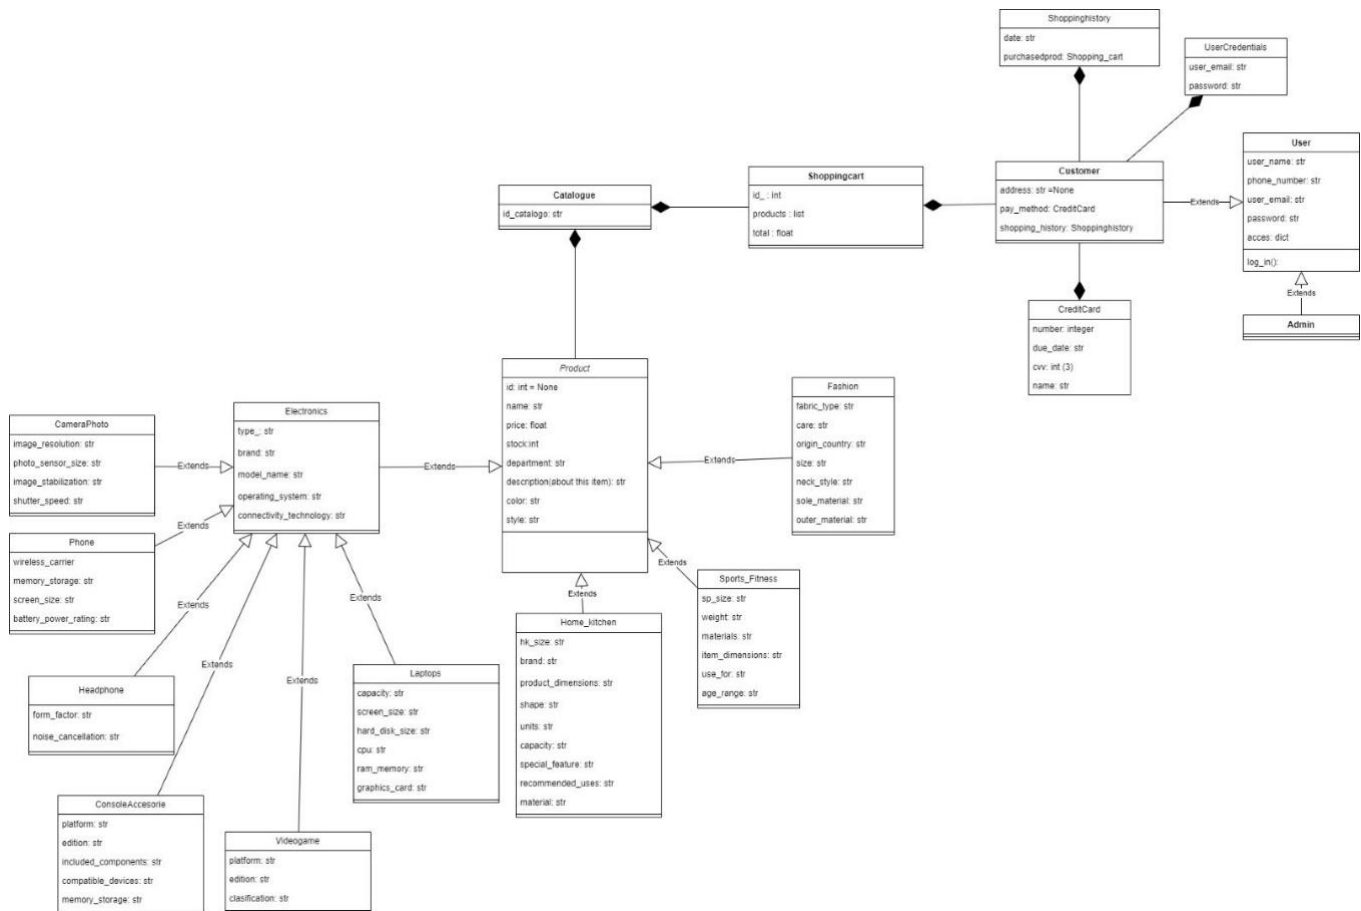 Shoppinghistory
date: str
purchasedprod: Shopping_cart
UserCredentials
user_email: str
password: str
User
user_name: str
phone_number: str
user_email: str
password: str
acces: dict
log_in():
Extends
Admin
Customer
address: str =None
pay_method: CreditCard
shopping_history: Shoppinghistory
Extends
Shoppingcart
id_ : int
products : list
total : float
Catalogue
id_catalogo: str
CreditCard
number: integer
due_date: str
cvv: int (3)
name: str
Product
id: int = None
name: str
price: float
stock:int
department: str
description(about this item): str
color: str
style: str
Fashion
fabric_type: str
care: str
origin_country: str
size: str
neck_style: str
sole_material: str
outer_material: str
Extends
Electronics
type_: str
brand: str
model_name: str
operating_system: str
connectivity_technology: str
Extends
CameraPhoto
image_resolution: str
photo_sensor_size: str
image_stabilization: str
shutter_speed: str
Extends
Phone
wireless_carrier
memory_storage: str
screen_size: str
battery_power_rating: str
Extends
Headphone
form_factor: str
noise_cancellation: str
Extends
ConsoleAccesorie
platform: str
edition: str
included_components: str
compatible_devices: str
memory_storage: str
Extends
Videogame
platform: str
edition: str
clasification: str
Extends
Laptops
capacity: str
screen_size: str
hard_disk_size: str
cpu: str
ram_memory: str
graphics_card: str
Extends
Home_kitchen
hk_size: str
brand: str
product_dimensions: str
shape: str
units: str
capacity: str
special_feature: str
recommended_uses: str
material: str
Extends
Sports_Fitness
sp_size: str
weight: str
materials: str
item_dimensions: str
use_for: str
age_range: str
Extends